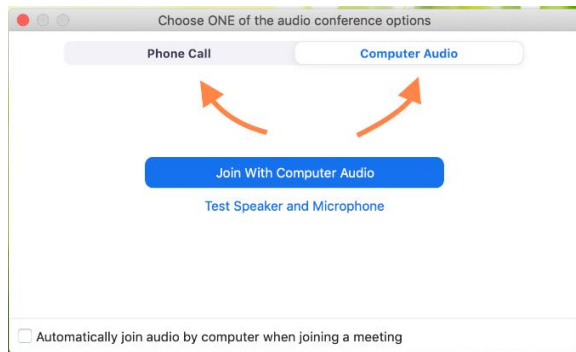 Choose ONE of the audio conference options
Phone Call
Computer Audio
Join With Computer Audio
Test Speaker and Microphone
Automatically join audio by computer when joining a meeting